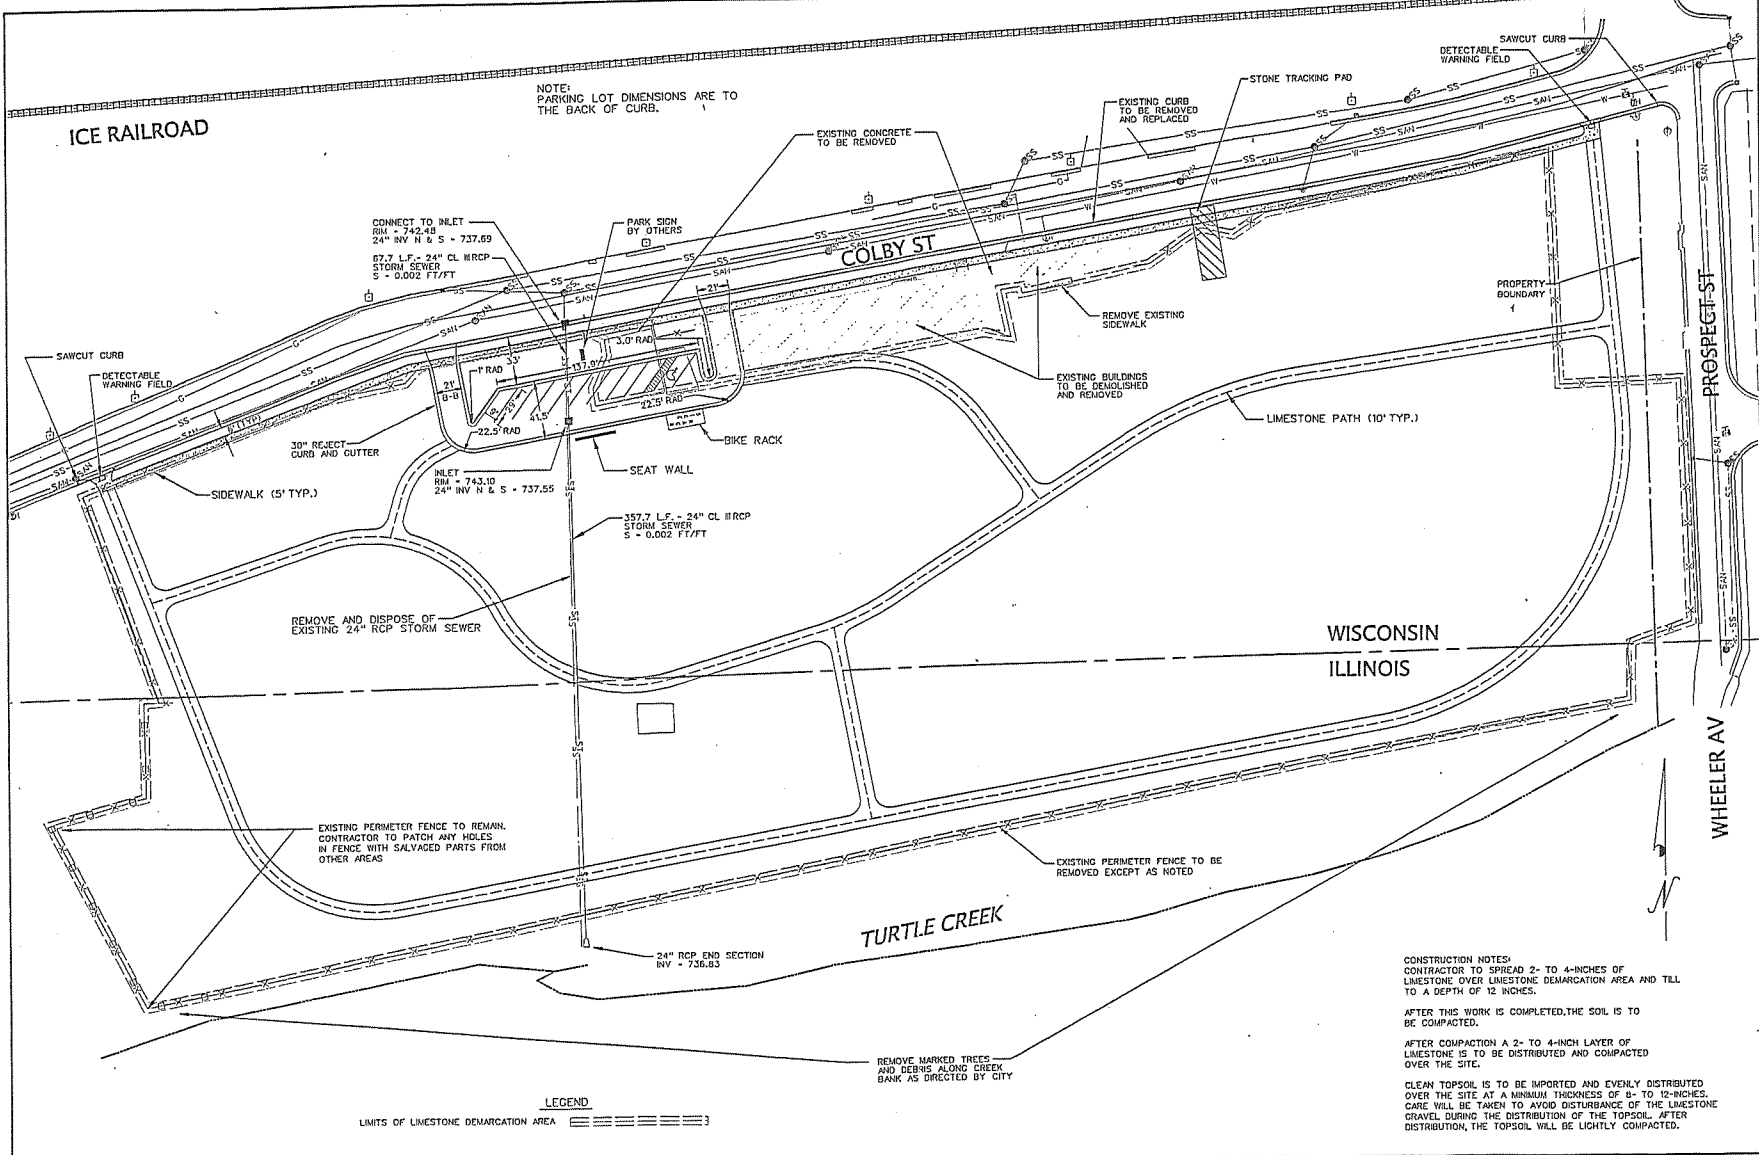 NOTE:
PARKING LOT DIMENSIONS ARE TO
THE BACK OF CURB.
ICE RAILROAD
SAWCUT CURB
DETECTABLE
WARNING FIELD
STONE TRACKING PAD
EXISTING CURB
TO BE REMOVED
AND REPLACED
EXISTING CONCRETE
TO BE REMOVED
CONNECT TO INLET
RIM - 742.48
24" INV N & S - 737.69
67.7 L.F. - 24" CL III RCP
STORM SEWER
S - 0.002 FT/FT
PARK SIGN
BY OTHERS
COLBY ST
PROPERTY
BOUNDARY
PROSPECT ST
REMOVE EXISTING
SIDEWALK
21'
3.0' RAD
33'
137.9'
1' RAD
21'
B-B
29'
41.5'
22.5' RAD
22.5' RAD
SAWCUT CURB
DETECTABLE
WARNING FIELD
(TYP.)
EXISTING BUILDINGS
TO BE DEMOLISHED
AND REMOVED
LIMESTONE PATH (10' TYP.)
30" REJECT
CURB AND GUTTER
BIKE RACK
SEAT WALL
INLET
RIM - 743.10
24" INV N & S - 737.55
SIDEWALK (5' TYP.)
357.7 L.F. - 24" CL III RCP
STORM SEWER
S - 0.002 FT/FT
REMOVE AND DISPOSE OF
EXISTING 24" RCP STORM SEWER
WISCONSIN
ILLINOIS
WHEELER AV
EXISTING PERIMETER FENCE TO REMAIN.
CONTRACTOR TO PATCH ANY HOLES
IN FENCE WITH SALVAGED PARTS FROM
OTHER AREAS
EXISTING PERIMETER FENCE TO BE
REMOVED EXCEPT AS NOTED
TURTLE CREEK
N
24" RCP END SECTION
INV - 736.83
REMOVE MARKED TREES
AND DEBRIS ALONG CREEK
BANK AS DIRECTED BY CITY
CONSTRUCTION NOTES:
CONTRACTOR TO SPREAD 2- TO 4-INCHES OF
LIMESTONE OVER LIMESTONE DEMARCATION AREA AND TILL
TO A DEPTH OF 12 INCHES.
AFTER THIS WORK IS COMPLETED, THE SOIL IS TO
BE COMPACTED.
AFTER COMPACTION A 2- TO 4-INCH LAYER OF
LIMESTONE IS TO BE DISTRIBUTED AND COMPACTED
OVER THE SITE.
CLEAN TOPSOIL IS TO BE IMPORTED AND EVENLY DISTRIBUTED
OVER THE SITE AT A MINIMUM THICKNESS OF 8- TO 12-INCHES.
CARE WILL BE TAKEN TO AVOID DISTURBANCE OF THE LIMESTONE
GRAVEL DURING THE DISTRIBUTION OF THE TOPSOIL. AFTER
DISTRIBUTION, THE TOPSOIL WILL BE LIGHTLY COMPACTED.
LEGEND
LIMITS OF LIMESTONE DEMARCATION AREA